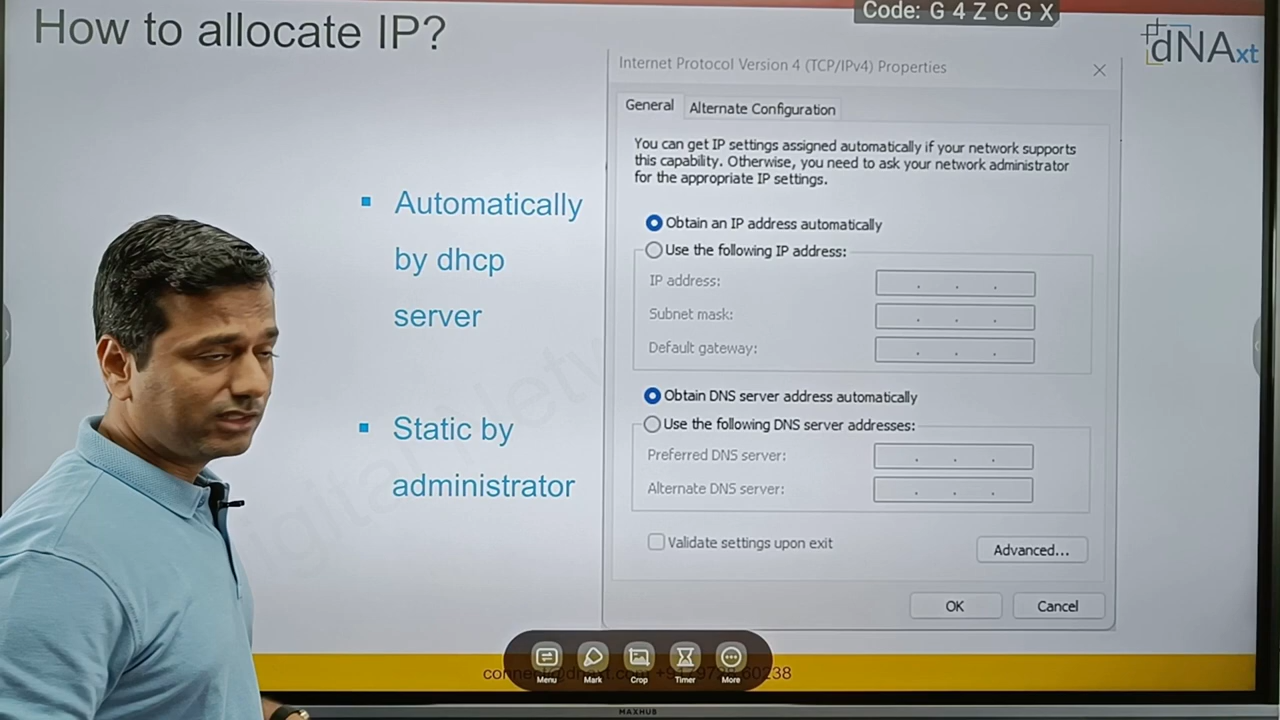 Code: G 4 Z C G X
How to allocate IP?
dNAxt
Internet Protocol Version 4 (TCP/IPv4) Properties
General
Alternate Configuration
You can get IP settings assigned automatically if your network supports
this capability. Otherwise, you need to ask your network administrator
for the appropriate IP settings.
Automatically
by dhcp
server
Static by
administrator
Obtain an IP address automatically
Use the following IP address:
IP address:
Subnet mask:
Default gateway:
Obtain DNS server address automatically
Use the following DNS server addresses:
Preferred DNS server:
Alternate DNS server:
Validate settings upon exit
Advanced...
OK
Cancel
Menu
Mark
Crop
Timer
More
MAXHUB